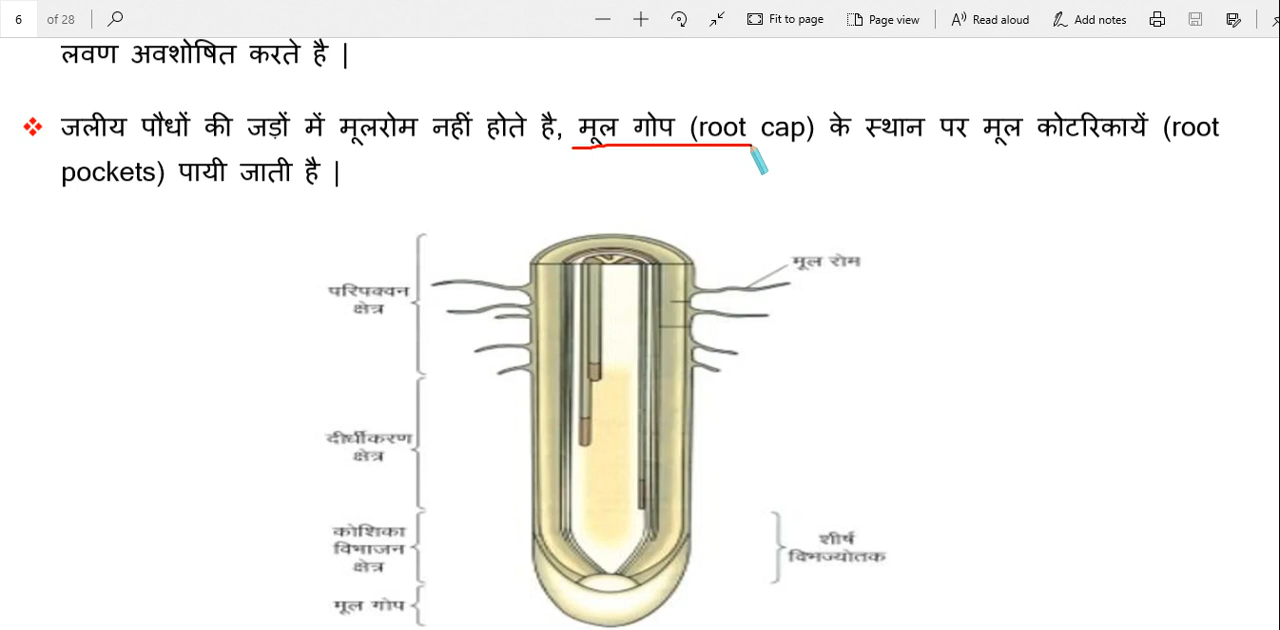 6 of 28 Fit to page Page view Read aloud Add notes
लवण अवशोषित करते है |
❖ जलीय पौधों की जड़ों में मूलरोम नहीं होते है, मूल गोप (root cap) के स्थान पर मूल कोटरिकायें (root
pockets) पायी जाती है |
मूल रोम
परिपक्वन
क्षेत्र
दीर्घीकरण
क्षेत्र
कोशिका
विभाजन
क्षेत्र
शीर्ष
विभज्योतक
मूल गोप